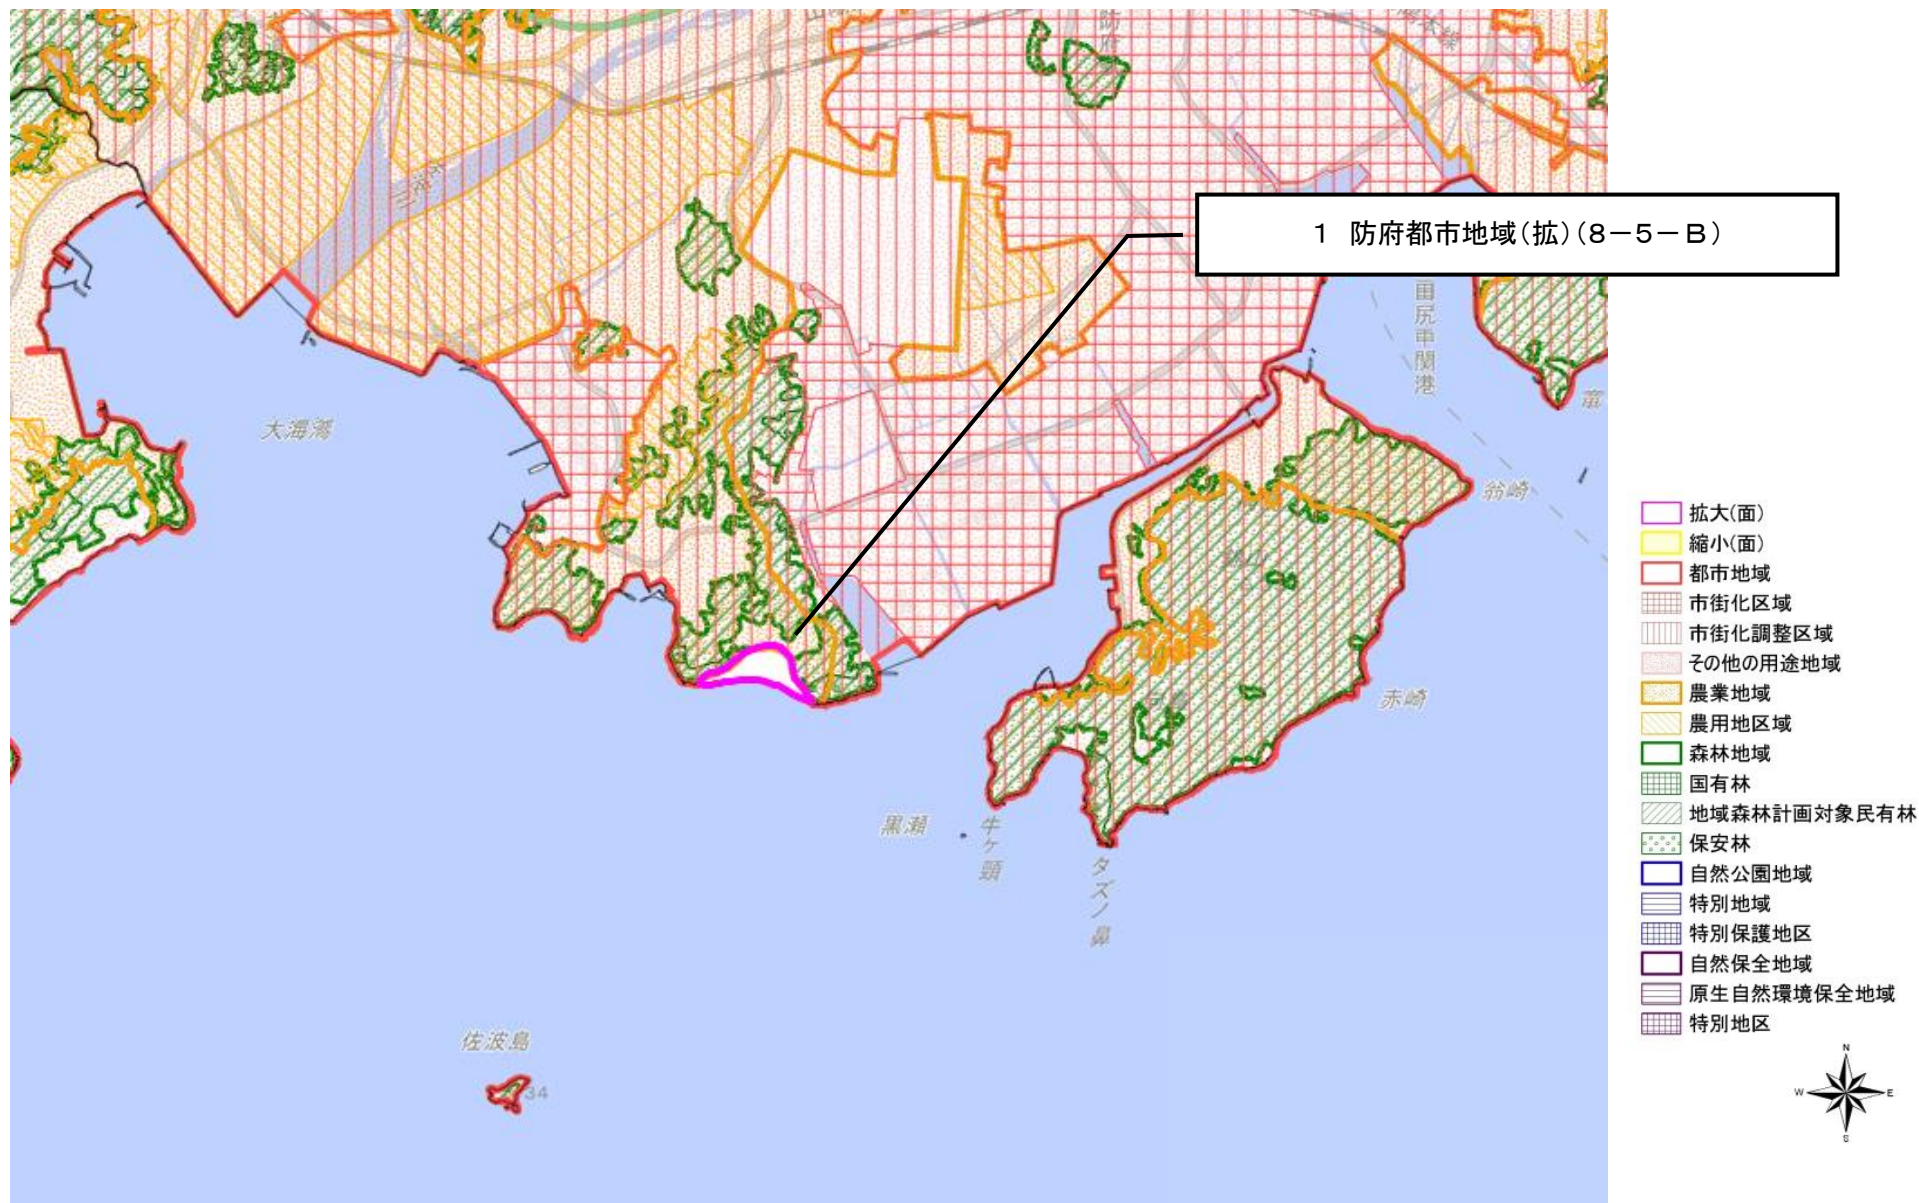 防府
1 防府都市地域(拡)(8-5-B)
田尻中関港
大海湾
翁崎
赤崎
黒瀬
牛ヶ頭
タズノ鼻
佐波島
34
拡大(面)
縮小(面)
都市地域
市街化区域
市街化調整区域
その他の用途地域
農業地域
農用地区域
森林地域
国有林
地域森林計画対象民有林
保安林
自然公園地域
特別地域
特別保護地区
自然保全地域
原生自然環境保全地域
特別地区
N
W
E
S